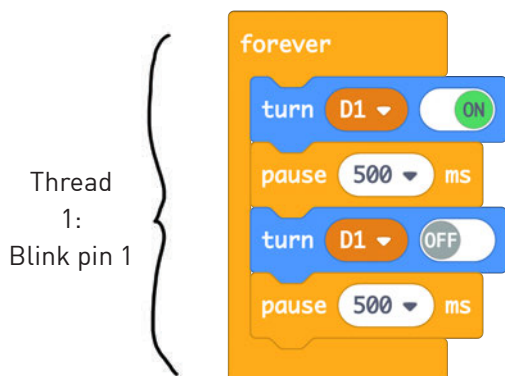 forever
turn D1 ON
pause 500 ms
turn D1 OFF
pause 500 ms
Thread
1:
Blink pin 1